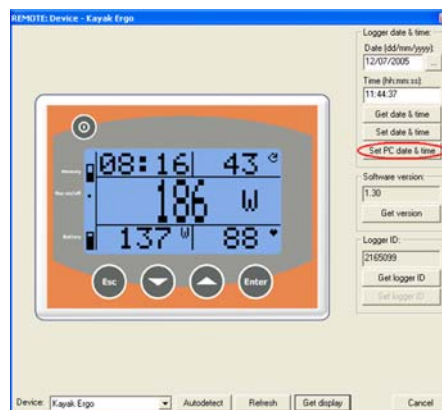 REMOTE: Device - Kayak Ergo
Logger date & time:
Date (dd/mm/yyyy):
12/07/2005
...
Time (hh:mm:ss):
11:44:37
Get date & time
Set date & time
Set PC date & time
Software version:
1.30
Get version
Logger ID:
2165099
Get logger ID
Set logger ID
Memory
08:16 43
186 W
Battery
137 W 88
Esc
Enter
Device: Kayak Ergo
Autodetect
Refresh
Get display
Cancel